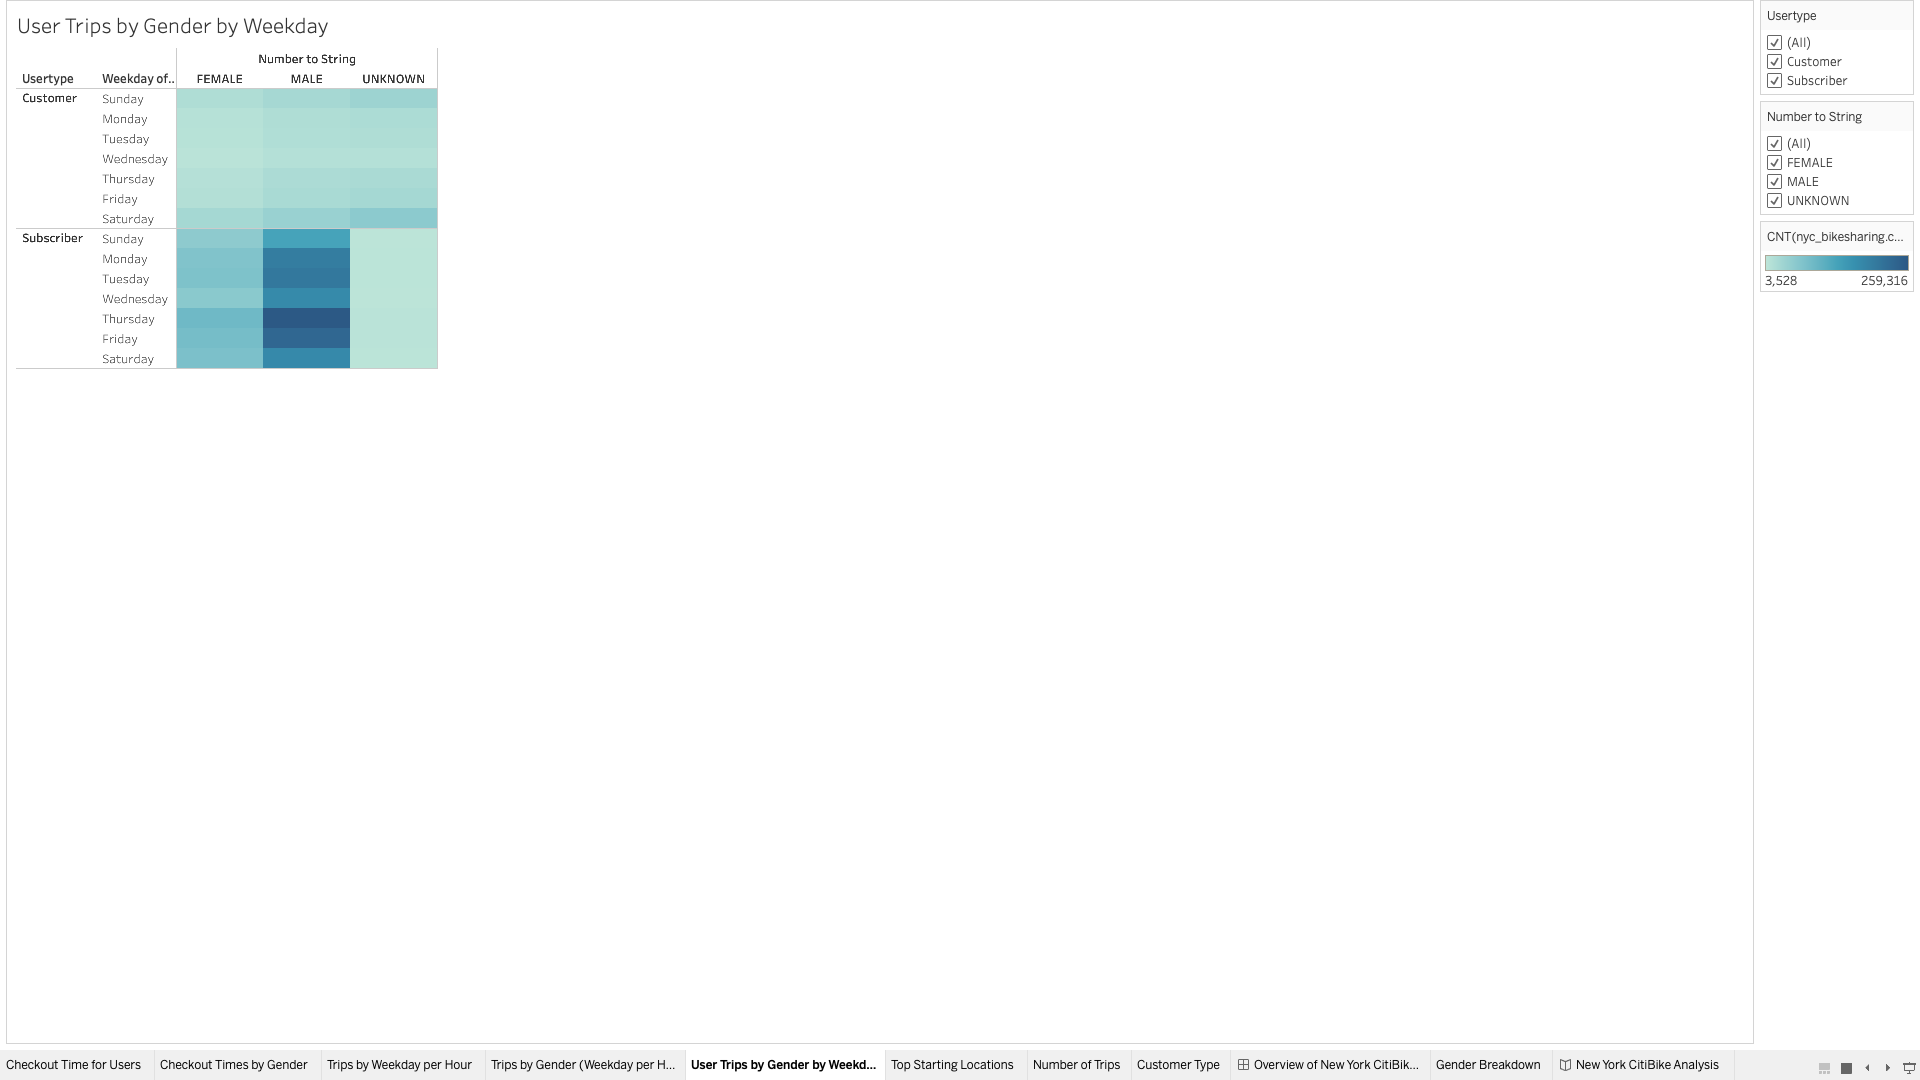 User Trips by Gender by Weekday
Number to String
Usertype Weekday of.. FEMALE MALE UNKNOWN
Customer Sunday
Monday
Tuesday
Wednesday
Thursday
Friday
Saturday
Subscriber Sunday
Monday
Tuesday
Wednesday
Thursday
Friday
Saturday
Usertype
(All)
Customer
Subscriber
Number to String
(All)
FEMALE
MALE
UNKNOWN
CNT(nyc_bikesharing.c...
3,528 259,316
Checkout Time for Users Checkout Times by Gender Trips by Weekday per Hour Trips by Gender (Weekday per H... User Trips by Gender by Weekd... Top Starting Locations Number of Trips Customer Type Overview of New York CitiBik... Gender Breakdown New York CitiBike Analysis